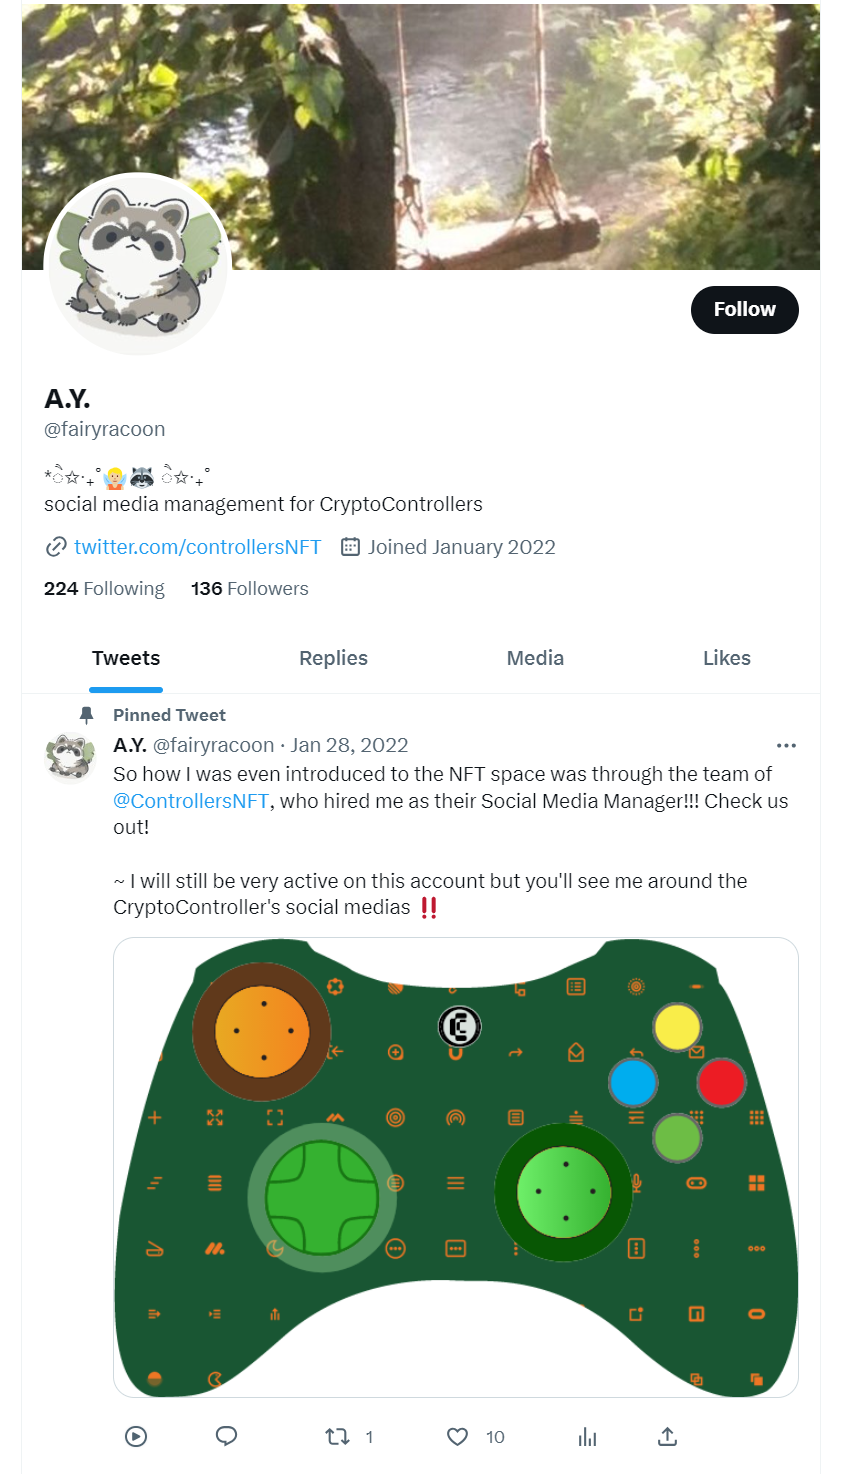 Follow
A.Y.
@fairyracoon
*ੈ☆‧₊˚🧚🏼🦝 ੈ☆‧₊˚
social media management for CryptoControllers
twitter.com/controllersNFT Joined January 2022
224 Following 136 Followers
Tweets Replies Media Likes
Pinned Tweet
A.Y. @fairyracoon · Jan 28, 2022
So how I was even introduced to the NFT space was through the team of
@ControllersNFT, who hired me as their Social Media Manager!!! Check us
out!
~ I will still be very active on this account but you'll see me around the
CryptoController's social medias ‼️
1 10